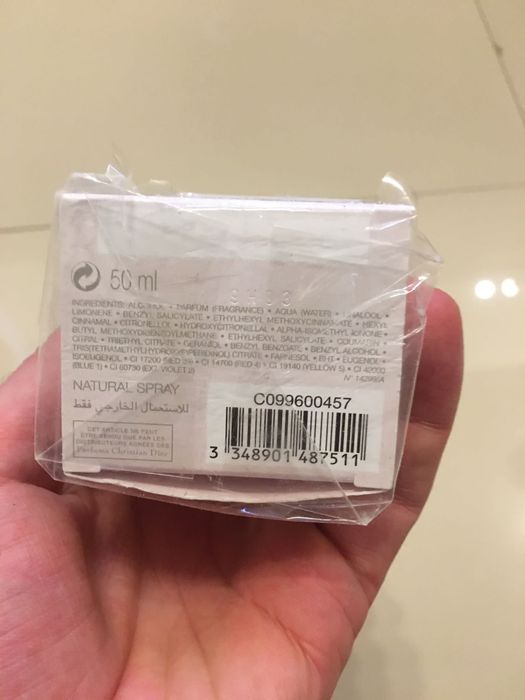 50 ml
INGREDIENTS: ALCOHOL • PARFUM (FRAGRANCE) • AQUA (WATER) • LINALOOL •
LIMONENE • BENZYL SALICYLATE • ETHYLHEXYL METHOXYCINNAMATE • HEXYL
CINNAMAL • CITRONELLOL • HYDROXYCITRONELLAL • ALPHA-ISOMETHYL IONONE •
BUTYL METHOXYDIBENZOYLMETHANE • ETHYLHEXYL SALICYLATE • COUMARIN •
CITRAL • TRIETHYL CITRATE • GERANIOL • BENZYL BENZOATE • BENZYL ALCOHOL •
TRIS(TETRAMETHYLHYDROXYPIPERIDINOL) CITRATE • FARNESOL • BHT • EUGENOL •
ISOEUGENOL • CI 17200 (RED 33) • CI 14700 (RED 4) • CI 19140 (YELLOW 5) • CI 42090
(BLUE 1) • CI 60730 (EXT. VIOLET 2)
NATURAL SPRAY
للاستعمال الخارجي فقط
CET ARTICLE NE PEUT
ÊTRE VENDU QUE PAR LES
DISTRIBUTEURS AGRÉÉS DES
Parfums Christian Dior
C099600457
3 348901 487511